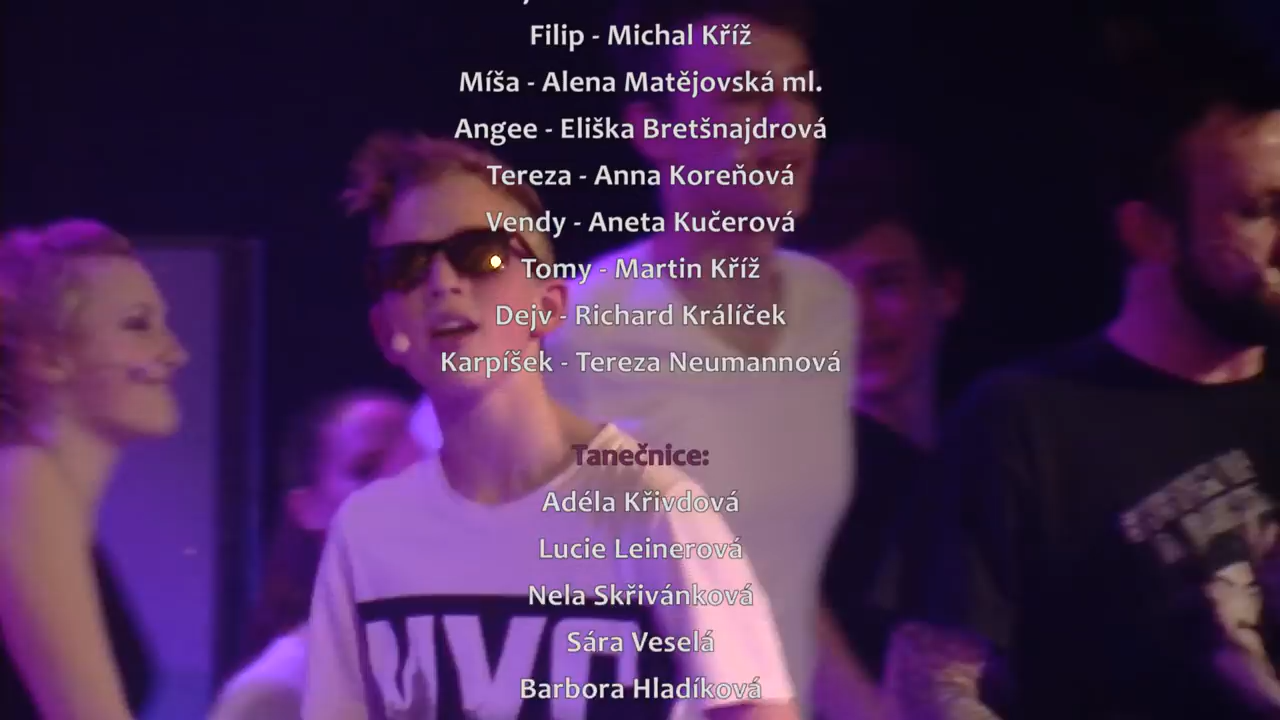 Filip - Michal Kříž
Míša - Alena Matějovská ml.
Angee - Eliška Bretšnajdrová
Tereza - Anna Koreňová
Vendy - Aneta Kučerová
Tomy - Martin Kříž
Dejv - Richard Králíček
Karpíšek - Tereza Neumannová
Tanečnice:
Adéla Křivdová
Lucie Leinerová
Nela Skřivánková
Sára Veselá
Barbora Hladíková